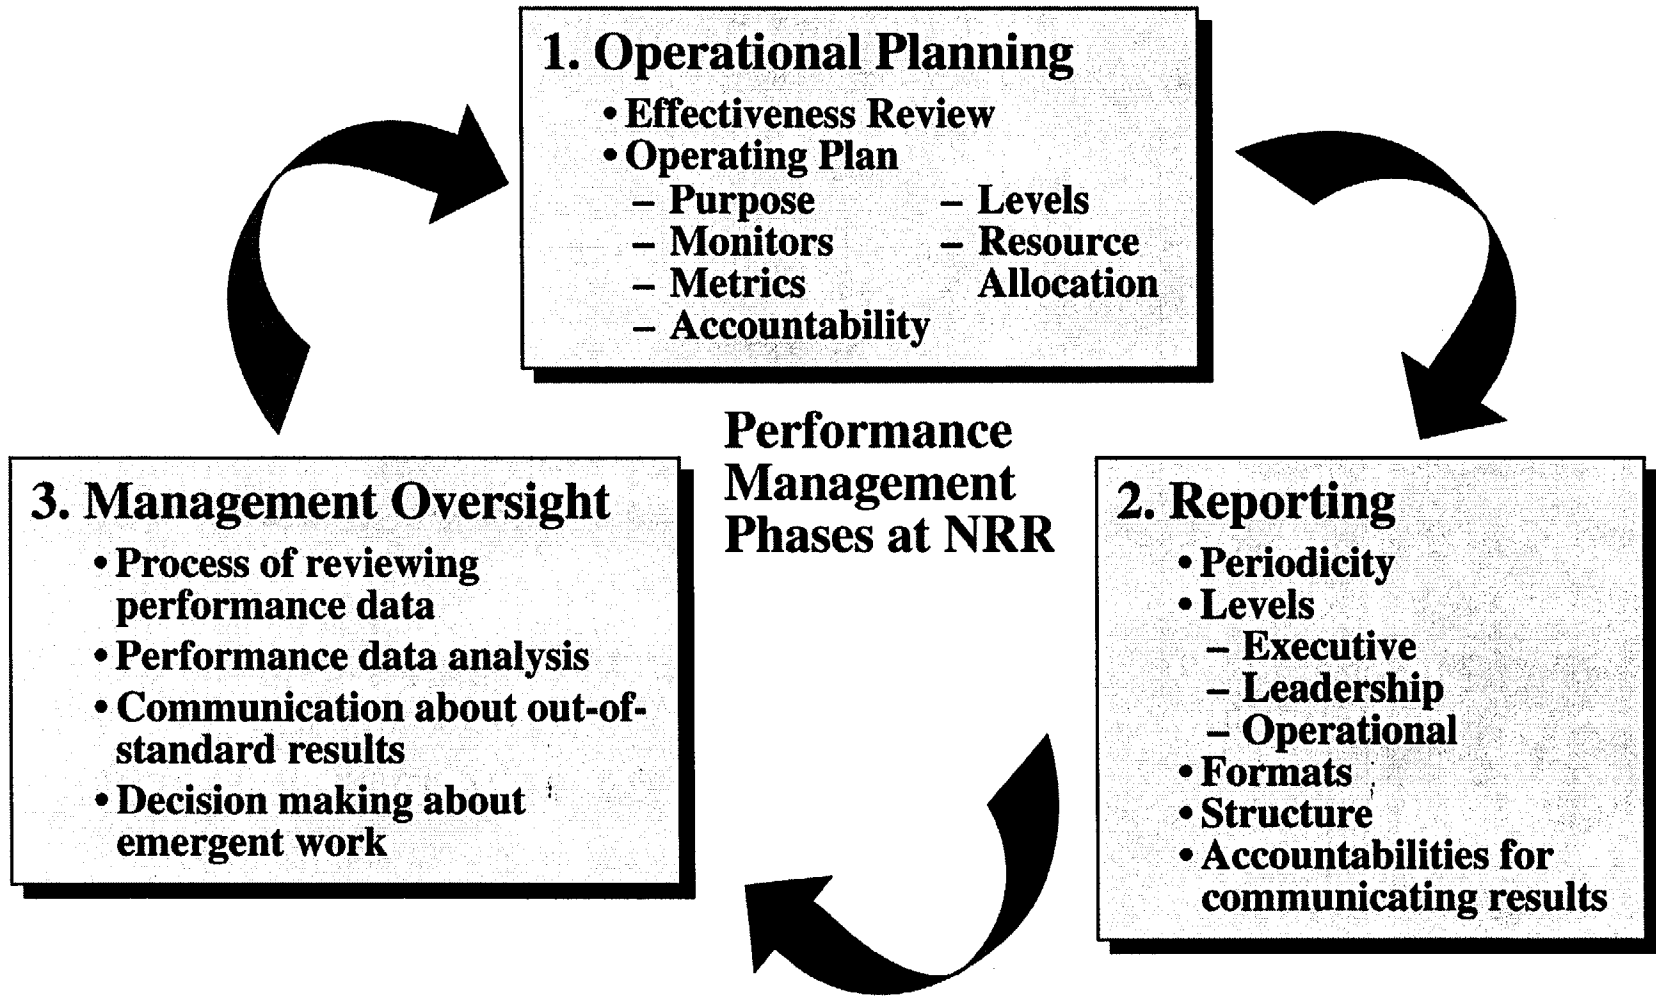 1. Operational Planning
• Effectiveness Review
• Operating Plan
– Purpose
– Monitors
– Metrics
– Accountability
– Levels
– Resource
Allocation
Performance
Management
Phases at NRR
2. Reporting
• Periodicity
• Levels
– Executive
– Leadership
– Operational
• Formats
• Structure
• Accountabilities for
communicating results
3. Management Oversight
• Process of reviewing
performance data
• Performance data analysis
• Communication about out-of-
standard results
• Decision making about
emergent work